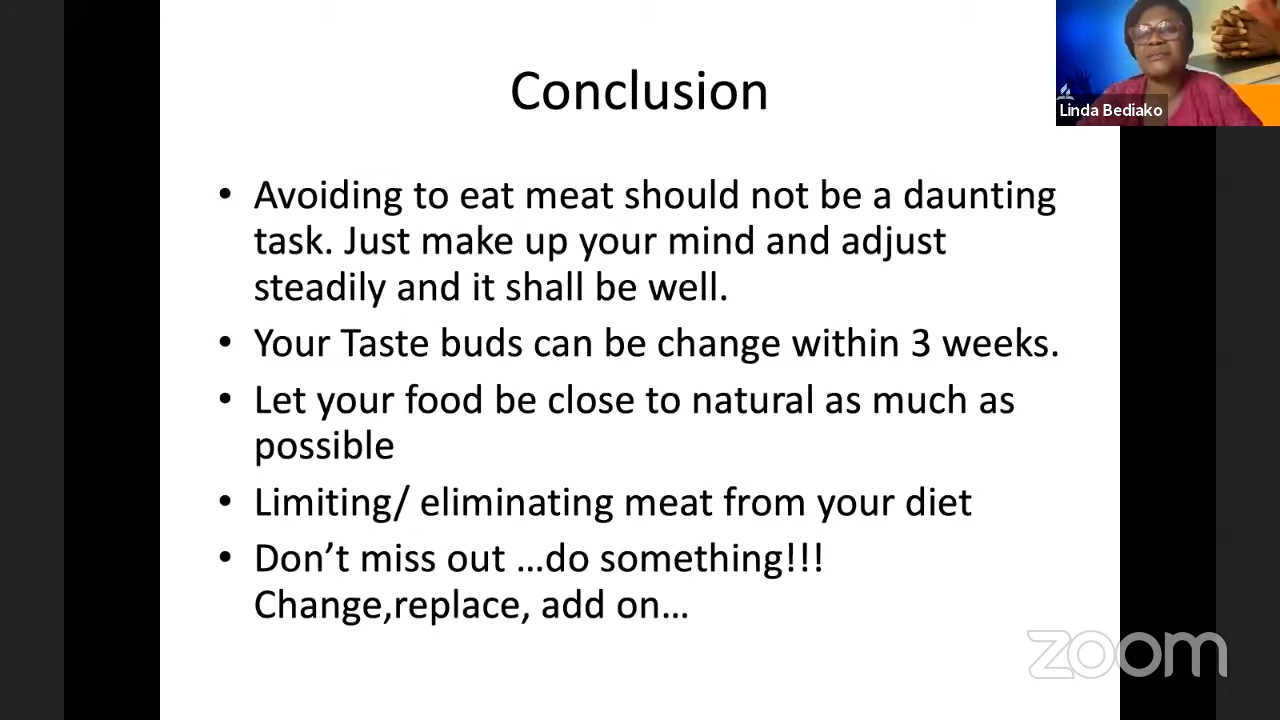 Conclusion
Linda Bediako
• Avoiding to eat meat should not be a daunting
task. Just make up your mind and adjust
steadily and it shall be well.
• Your Taste buds can be change within 3 weeks.
• Let your food be close to natural as much as
possible
• Limiting/ eliminating meat from your diet
• Don’t miss out …do something!!!
Change,replace, add on…
zoom